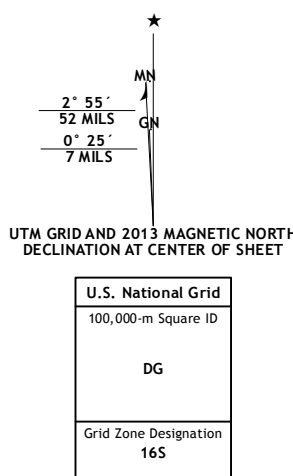 ★
MN
2° 55´
52 MILS
GN
0° 25´
7 MILS
UTM GRID AND 2013 MAGNETIC NORTH
DECLINATION AT CENTER OF SHEET
U.S. National Grid
100,000-m Square ID
DG
Grid Zone Designation
16S